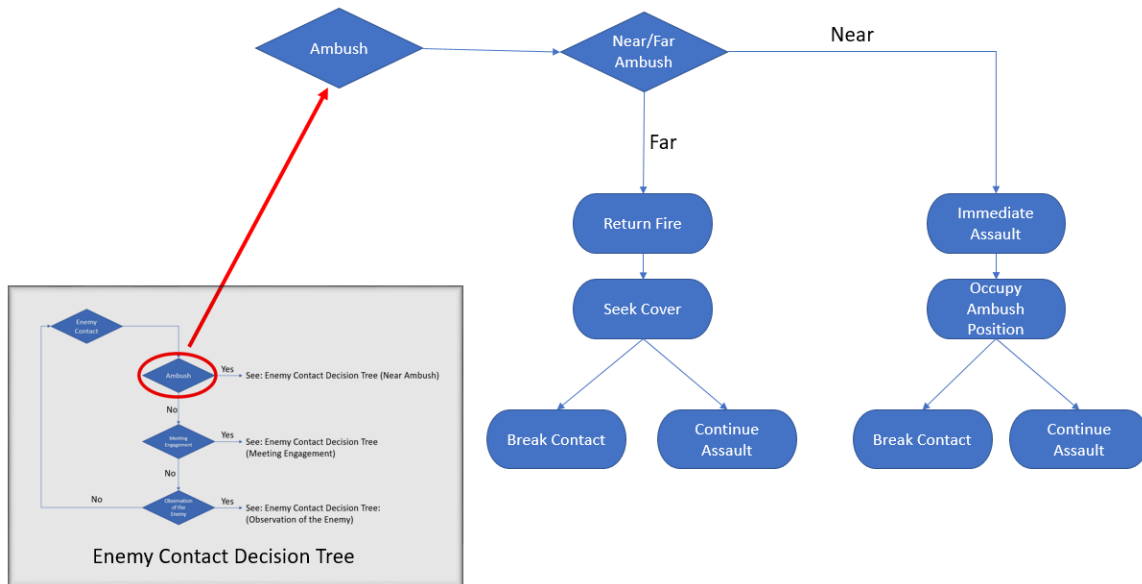 Ambush
Near/Far
Ambush
Near
Far
Return Fire
Immediate
Assault
Seek Cover
Occupy
Ambush
Position
Break Contact
Continue
Assault
Break Contact
Continue
Assault
Enemy
Contact
Ambush
Yes
See: Enemy Contact Decision Tree (Near Ambush)
No
Meeting
Engagement
Yes
See: Enemy Contact Decision Tree
(Meeting Engagement)
No
No
Observation
of the
Enemy
Yes
See: Enemy Contact Decision Tree:
(Observation of the Enemy)
Enemy Contact Decision Tree